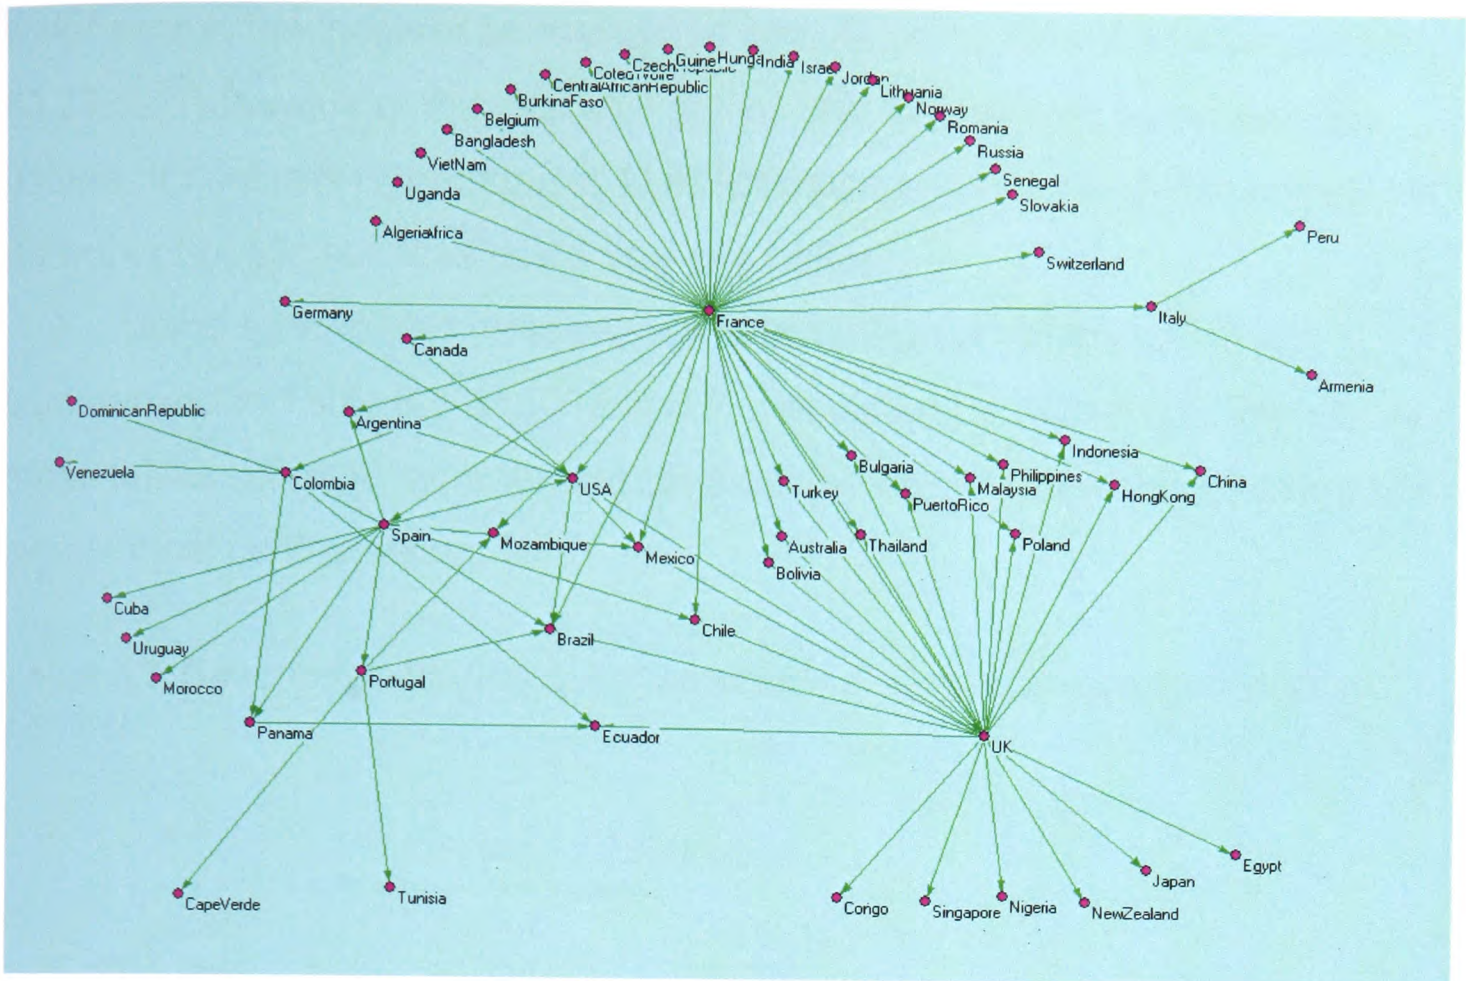 Hunga
India
Guine
Israe
Czech
Jordan
Lithuania
CentralAfricanRepublic
Norway
BurkinaFaso
Belgium
Romania
Bangladesh
Russia
VietNam
Senegal
Uganda
Slovakia
Algeria
Peru
Switzerland
Germany
Italy
France
Canada
Armenia
DominicanRepublic
Argentina
Indonesia
Bulgaria
Venezuela
Philippines
China
Colombia
USA
Turkey
Malaysia
HongKong
PuertoRico
Spain
Mozambique
Mexico
Australia
Thailand
Poland
Bolivia
Cuba
Chile
Brazil
Uruguay
Portugal
Morocco
Panama
Ecuador
UK
Egypt
Japan
Tunisia
CapeVerde
Congo
Singapore
Nigeria
NewZealand